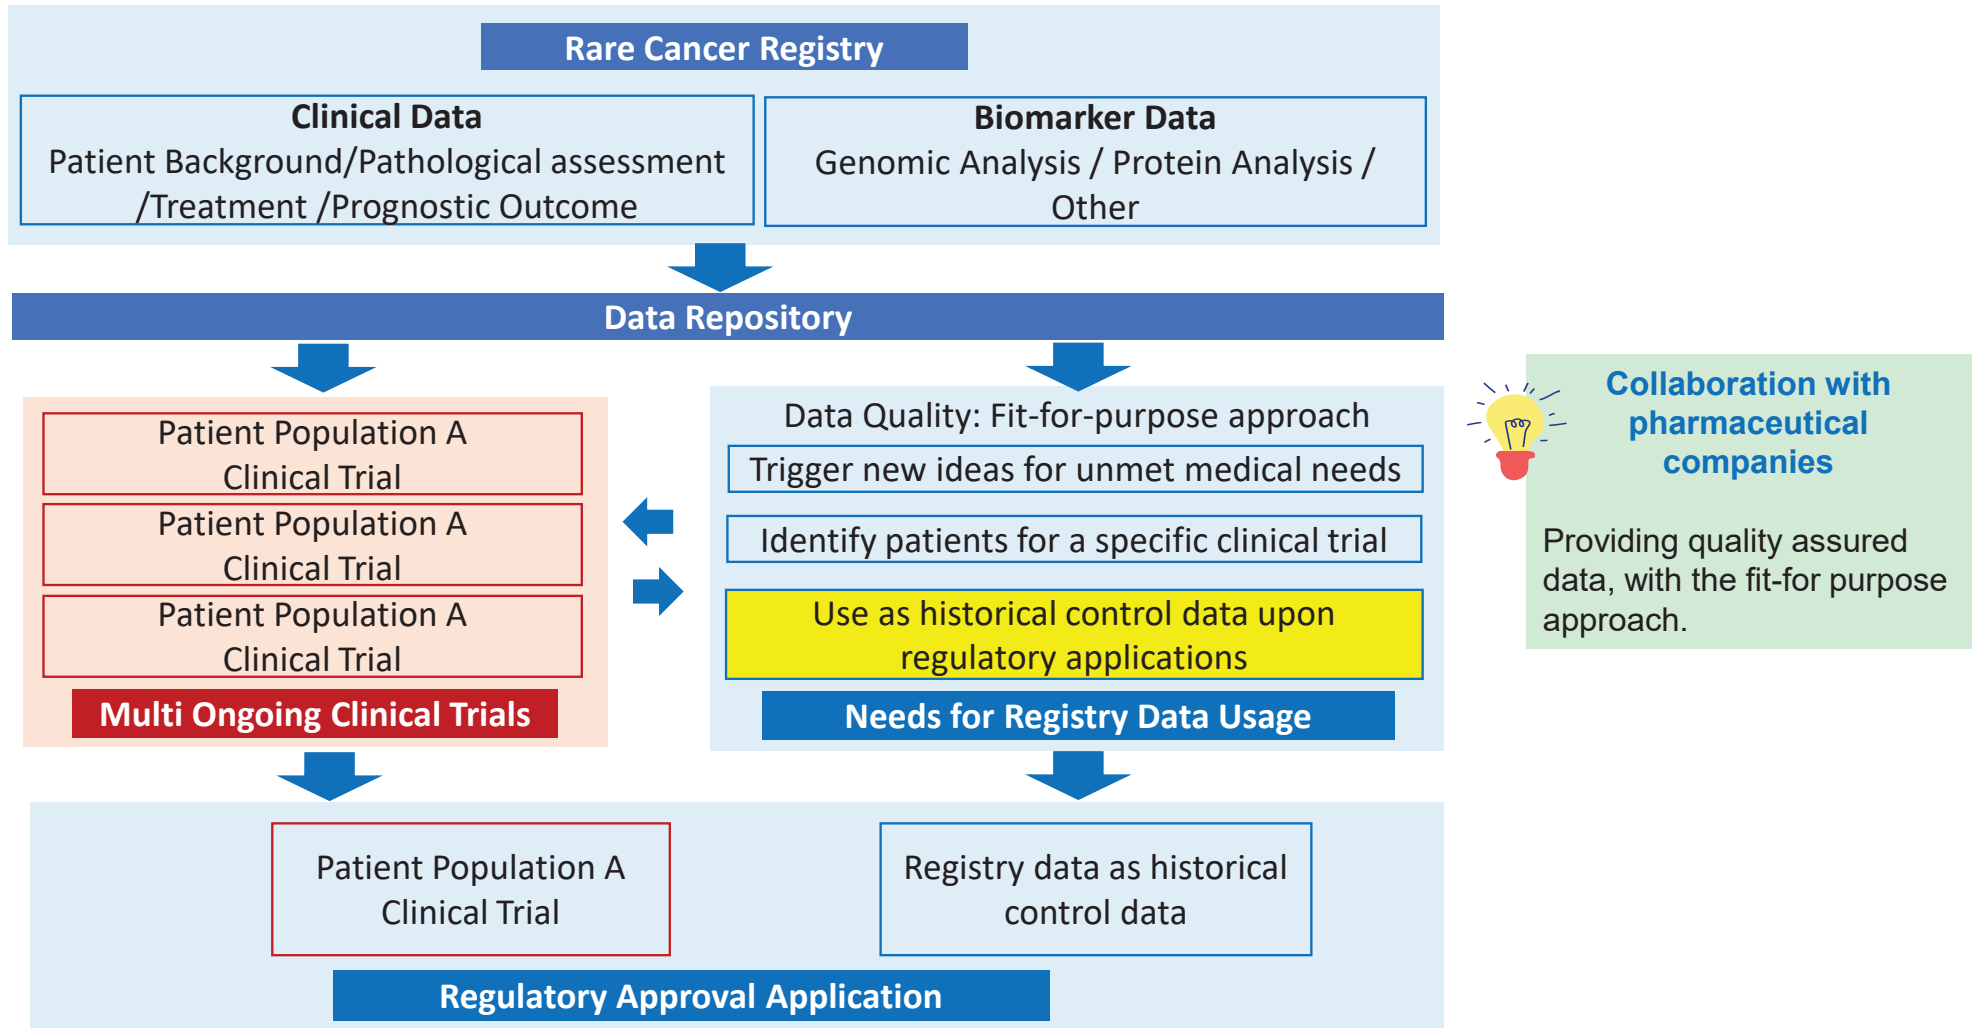 Rare Cancer Registry
Clinical Data
Patient Background/Pathological assessment
/Treatment /Prognostic Outcome
Biomarker Data
Genomic Analysis / Protein Analysis /
Other
Data Repository
Patient Population A
Clinical Trial
Patient Population A
Clinical Trial
Patient Population A
Clinical Trial
Multi Ongoing Clinical Trials
Data Quality: Fit-for-purpose approach
Trigger new ideas for unmet medical needs
Identify patients for a specific clinical trial
Use as historical control data upon
regulatory applications
Needs for Registry Data Usage
Collaboration with
pharmaceutical
companies
Providing quality assured
data, with the fit-for purpose
approach.
Patient Population A
Clinical Trial
Registry data as historical
control data
Regulatory Approval Application